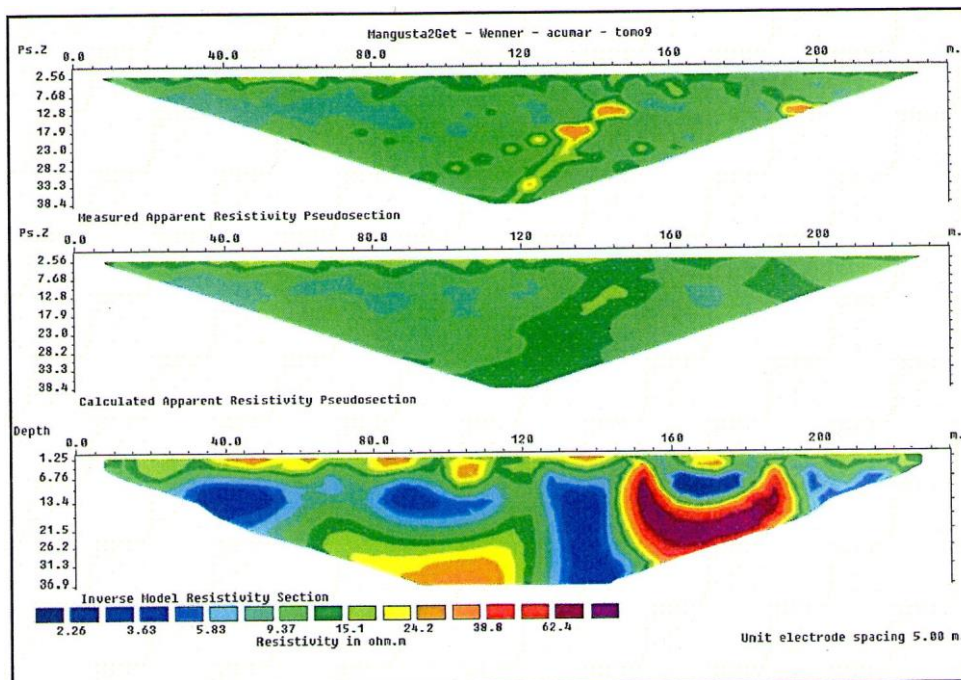 Mangusta2Get - Wenner - acumar - tomo9
Ps.Z 0.0 40.0 80.0 120 160 200 m.
2.56
7.68
12.8
17.9
23.0
28.2
33.3
38.4
Measured Apparent Resistivity Pseudosection
Ps.Z 0.0 40.0 80.0 120 160 200 m.
2.56
7.68
12.8
17.9
23.0
28.2
33.3
38.4
Calculated Apparent Resistivity Pseudosection
Depth 0.0 40.0 80.0 120 160 200 m.
1.25
6.76
13.4
21.5
26.2
31.3
36.9
Inverse Model Resistivity Section
2.26 3.63 5.83 9.37 15.1 24.2 38.8 62.4
Resistivity in ohm.m
Unit electrode spacing 5.00 m.